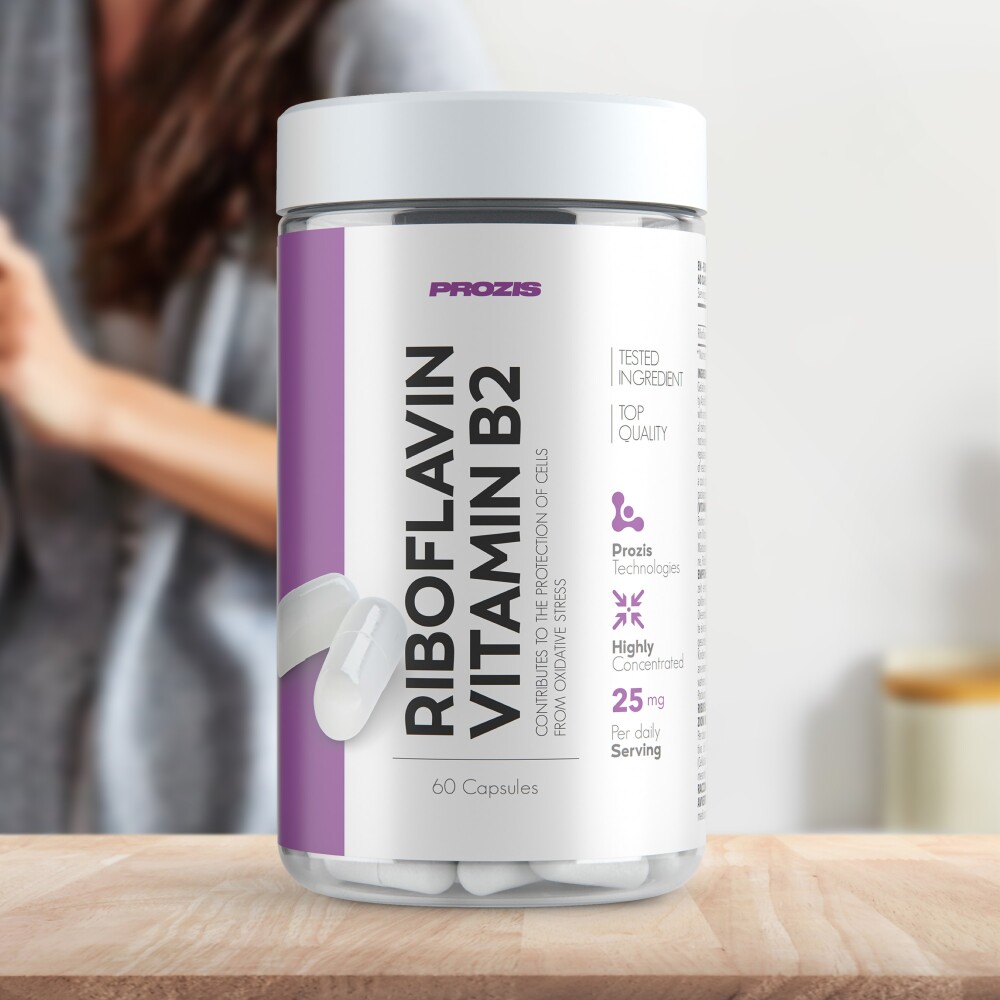 PROZIS
RIBOFLAVIN
VITAMIN B2
CONTRIBUTES TO THE PROTECTION OF CELLS
FROM OXIDATIVE STRESS
60 Capsules
TESTED
INGREDIENT
TOP
QUALITY
Prozis
Technologies
Highly
Concentrated
25 mg
Per daily
Serving